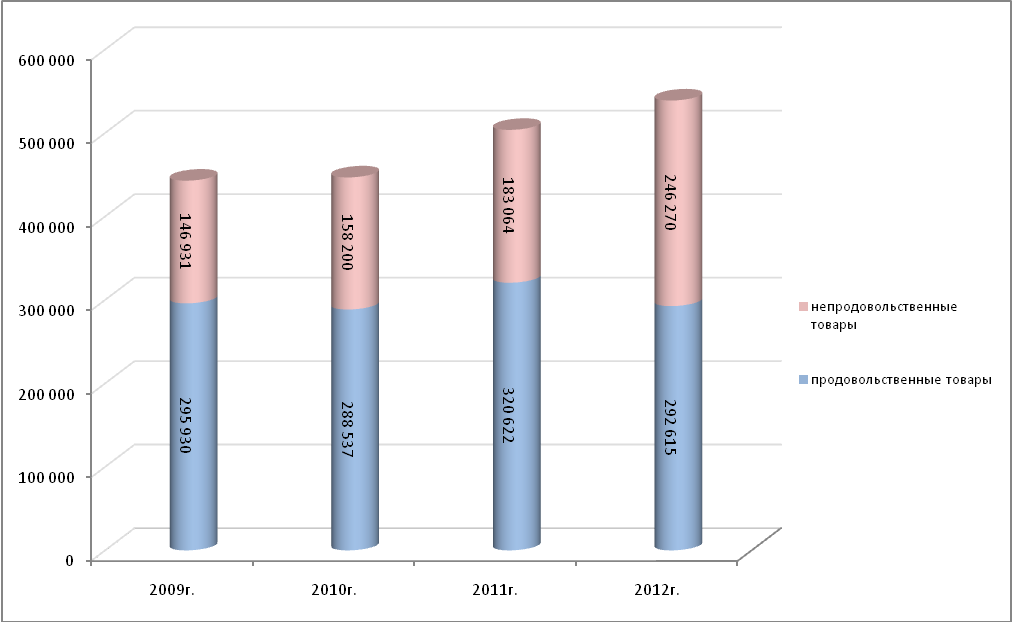 600 000
500 000
400 000
300 000
200 000
100 000
0
146 931
158 200
183 064
246 270
295 930
288 537
320 622
292 615
2009г.
2010г.
2011г.
2012г.
непродовольственные
товары
продовольственные товары